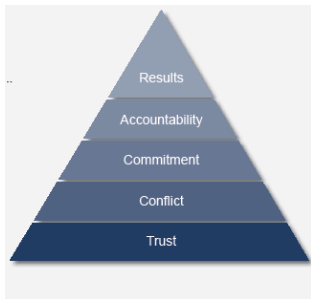 Results
Accountability
Commitment
Conflict
Trust